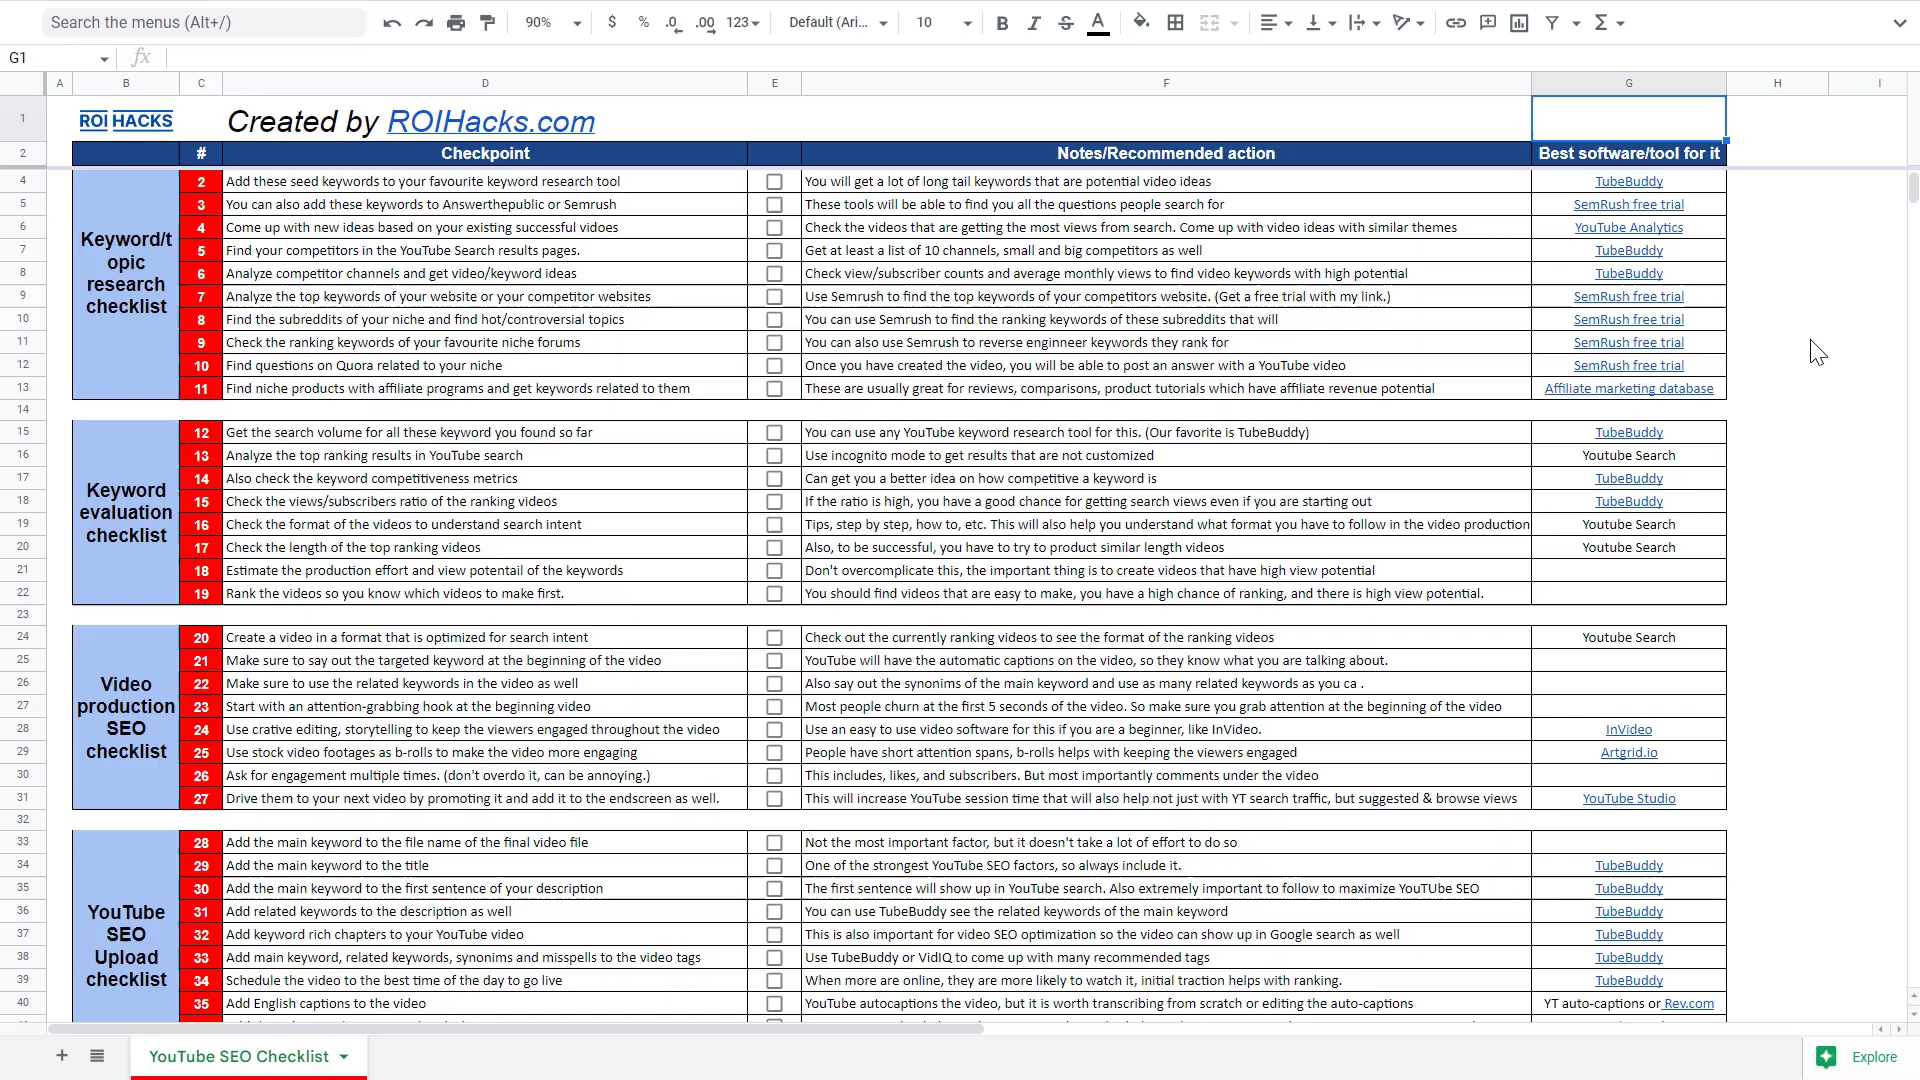 Search the menus (Alt+/)
90%
$ % .0 .00 123
Default (Ari...
10
B I S A
G1
fx
A B C D E F G H I
1 ROI HACKS Created by ROIHacks.com
2 # Checkpoint Notes/Recommended action Best software/tool for it
Keyword/t
opic
research
checklist
4 2 Add these seed keywords to your favourite keyword research tool You will get a lot of long tail keywords that are potential video ideas TubeBuddy
5 3 You can also add these keywords to Answerthepublic or Semrush These tools will be able to find you all the questions people search for SemRush free trial
6 4 Come up with new ideas based on your existing successful vidoes Check the videos that are getting the most views from search. Come up with video ideas with similar themes YouTube Analytics
7 5 Find your competitors in the YouTube Search results pages. Get at least a list of 10 channels, small and big competitors as well TubeBuddy
8 6 Analyze competitor channels and get video/keyword ideas Check view/subscriber counts and average monthly views to find video keywords with high potential TubeBuddy
9 7 Analyze the top keywords of your website or your competitor websites Use Semrush to find the top keywords of your competitors website. (Get a free trial with my link.) SemRush free trial
10 8 Find the subreddits of your niche and find hot/controversial topics You can use Semrush to find the ranking keywords of these subreddits that will SemRush free trial
11 9 Check the ranking keywords of your favourite niche forums You can also use Semrush to reverse enginneer keywords they rank for SemRush free trial
12 10 Find questions on Quora related to your niche Once you have created the video, you will be able to post an answer with a YouTube video SemRush free trial
13 11 Find niche products with affiliate programs and get keywords related to them These are usually great for reviews, comparisons, product tutorials which have affiliate revenue potential Affiliate marketing database
14
Keyword
evaluation
checklist
15 12 Get the search volume for all these keyword you found so far You can use any YouTube keyword research tool for this. (Our favorite is TubeBuddy) TubeBuddy
16 13 Analyze the top ranking results in YouTube search Use incognito mode to get results that are not customized Youtube Search
17 14 Also check the keyword competitiveness metrics Can get you a better idea on how competitive a keyword is TubeBuddy
18 15 Check the views/subscribers ratio of the ranking videos If the ratio is high, you have a good chance for getting search views even if you are starting out TubeBuddy
19 16 Check the format of the videos to understand search intent Tips, step by step, how to, etc. This will also help you understand what format you have to follow in the video production Youtube Search
20 17 Check the length of the top ranking videos Also, to be successful, you have to try to product similar length videos Youtube Search
21 18 Estimate the production effort and view potentail of the keywords Don't overcomplicate this, the important thing is to create videos that have high view potential
22 19 Rank the videos so you know which videos to make first. You should find videos that are easy to make, you have a high chance of ranking, and there is high view potential.
23
Video
production
SEO
checklist
24 20 Create a video in a format that is optimized for search intent Check out the currently ranking videos to see the format of the ranking videos Youtube Search
25 21 Make sure to say out the targeted keyword at the beginning of the video YouTube will have the automatic captions on the video, so they know what you are talking about.
26 22 Make sure to use the related keywords in the video as well Also say out the synonims of the main keyword and use as many related keywords as you ca .
27 23 Start with an attention-grabbing hook at the beginning video Most people churn at the first 5 seconds of the video. So make sure you grab attention at the beginning of the video
28 24 Use crative editing, storytelling to keep the viewers engaged throughout the video Use an easy to use video software for this if you are a beginner, like InVideo. InVideo
29 25 Use stock video footages as b-rolls to make the video more engaging People have short attention spans, b-rolls helps with keeping the viewers engaged Artgrid.io
30 26 Ask for engagement multiple times. (don't overdo it, can be annoying.) This includes, likes, and subscribers. But most importantly comments under the video
31 27 Drive them to your next video by promoting it and add it to the endscreen as well. This will increase YouTube session time that will also help not just with YT search traffic, but suggested & browse views YouTube Studio
32
YouTube
SEO
Upload
checklist
33 28 Add the main keyword to the file name of the final video file Not the most important factor, but it doesn't take a lot of effort to do so
34 29 Add the main keyword to the title One of the strongest YouTube SEO factors, so always include it. TubeBuddy
35 30 Add the main keyword to the first sentence of your description The first sentence will show up in YouTube search. Also extremely important to follow to maximize YouTUBe SEO TubeBuddy
36 31 Add related keywords to the description as well You can use TubeBuddy see the related keywords of the main keyword TubeBuddy
37 32 Add keyword rich chapters to your YouTube video This is also important for video SEO optimization so the video can show up in Google search as well TubeBuddy
38 33 Add main keyword, related keywords, synonims and misspells to the video tags Use TubeBuddy or VidIQ to come up with many recommended tags TubeBuddy
39 34 Schedule the video to the best time of the day to go live When more are online, they are more likely to watch it, initial traction helps with ranking. TubeBuddy
40 35 Add English captions to the video YouTube autocaptions the video, but it is worth transcribing from scratch or editing the auto-captions YT auto-captions or Rev.com
YouTube SEO Checklist
Explore